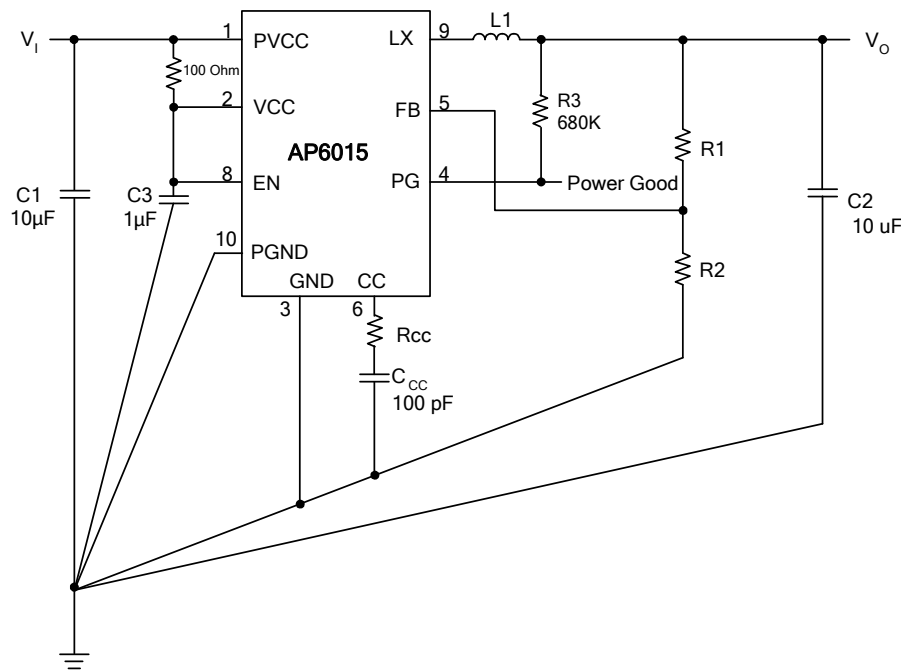 V_I
1
PVCC
LX
9
L1
V_O
100 Ohm
2
VCC
FB
5
R3
680K
R1
AP6015
8
EN
PG
4
Power Good
C1
10µF
C3
1µF
C2
10 uF
10
PGND
R2
GND
CC
3
6
Rcc
C_CC
100 pF